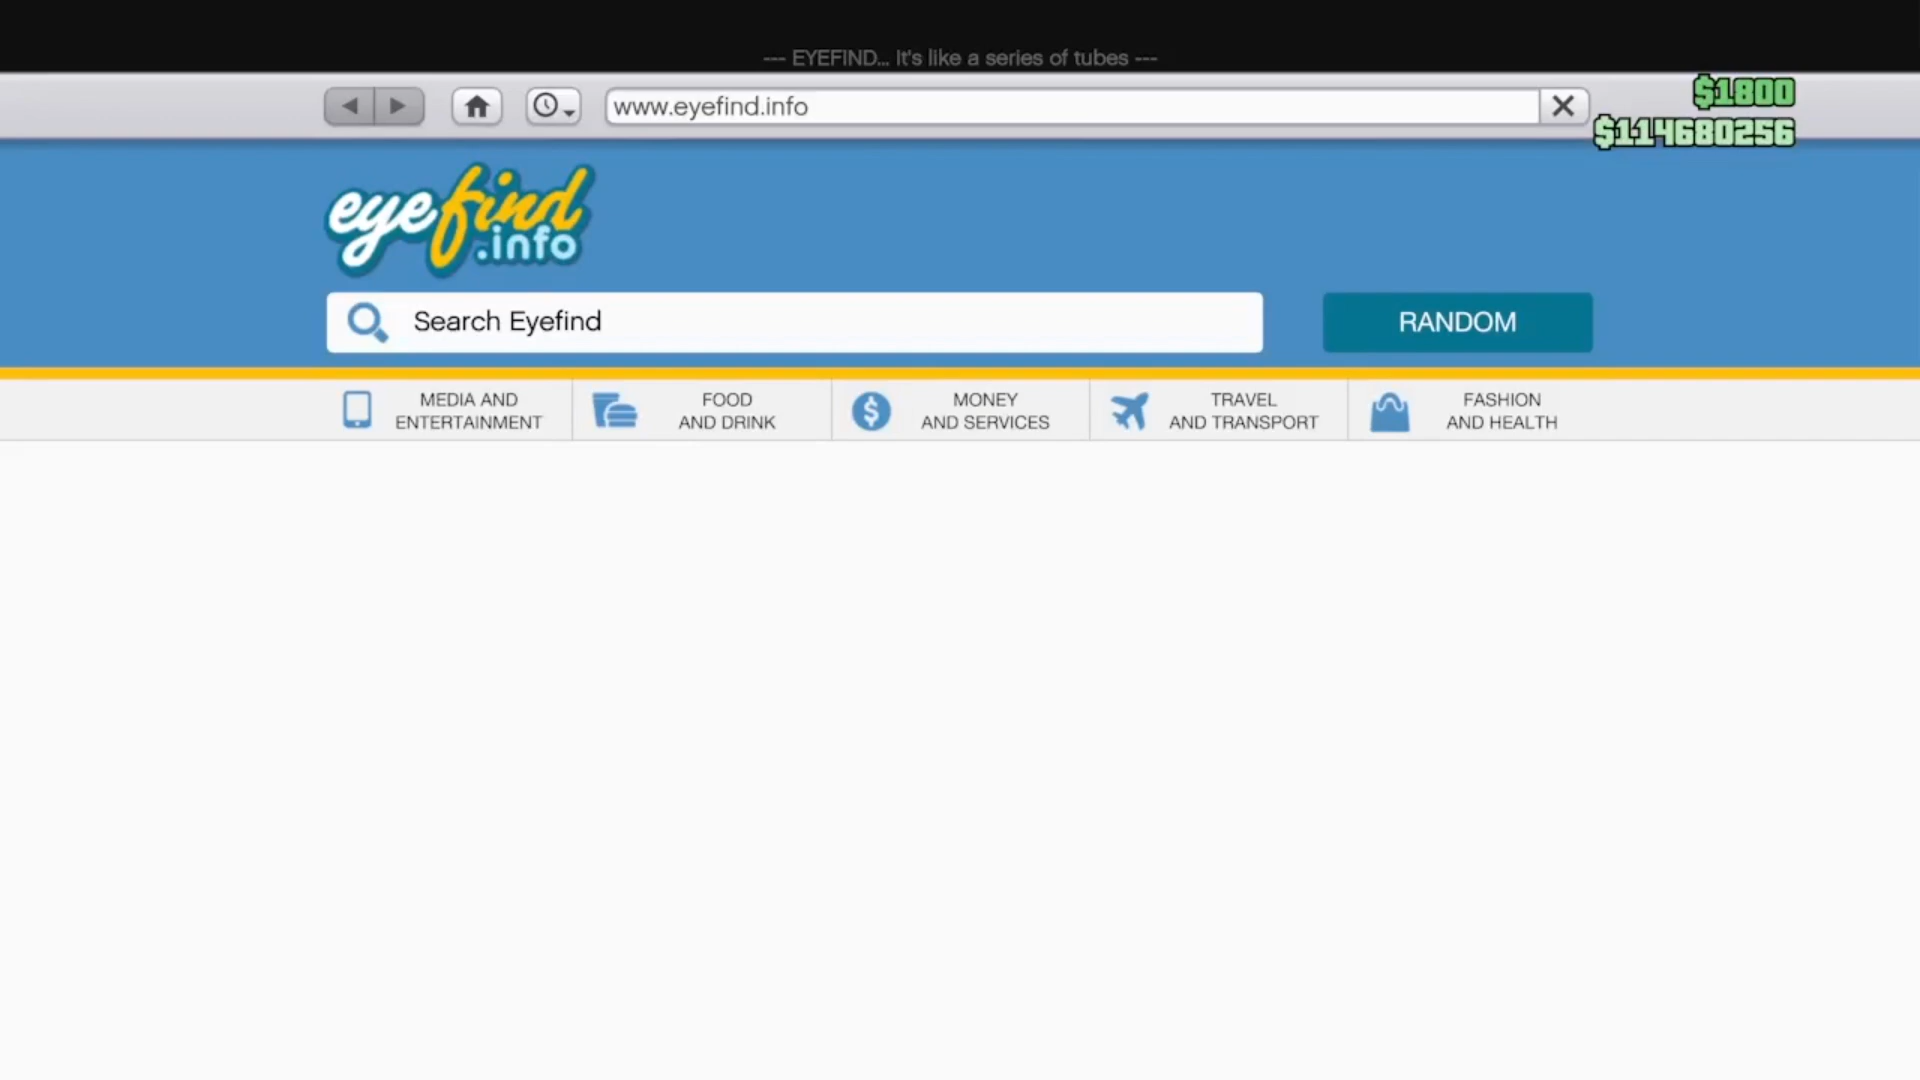 --- EYEFIND... It's like a series of tubes ---
www.eyefind.info
$1800
$114680256
eyefind
.info
Search Eyefind
RANDOM
MEDIA AND
ENTERTAINMENT
FOOD
AND DRINK
MONEY
AND SERVICES
TRAVEL
AND TRANSPORT
FASHION
AND HEALTH